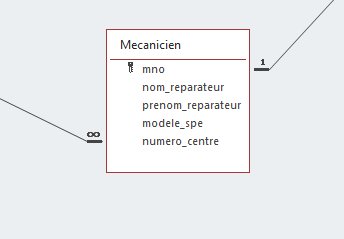 Mecanicien
mno
1
nom_reparateur
prenom_reparateur
modele_spe
∞
numero_centre